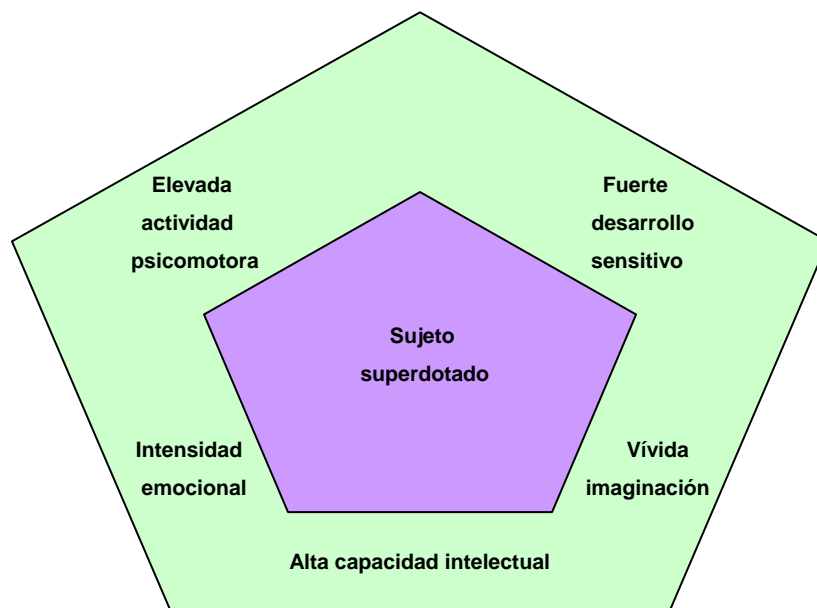 Elevada
actividad
psicomotora
Fuerte
desarrollo
sensitivo
Sujeto
superdotado
Intensidad
emocional
Vívida
imaginación
Alta capacidad intelectual